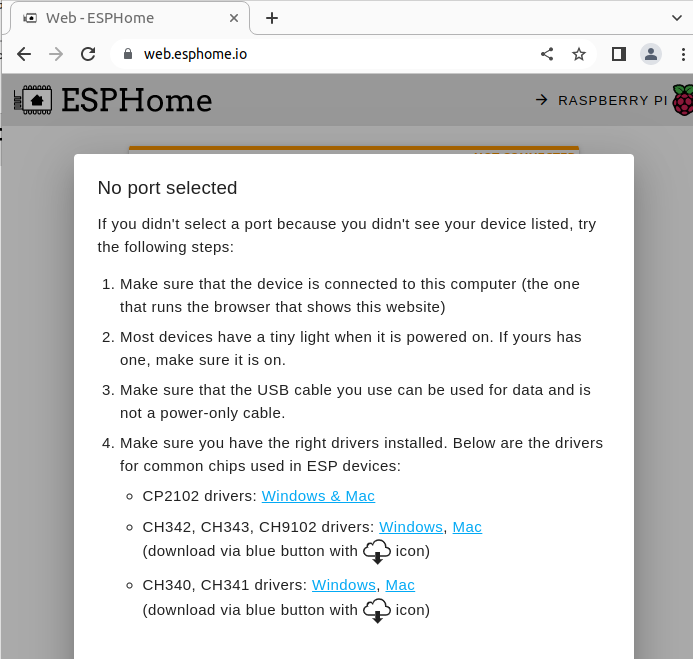 Web - ESPHome
web.esphome.io
ESPHome
RASPBERRY PI
No port selected
If you didn't select a port because you didn't see your device listed, try
the following steps:
1. Make sure that the device is connected to this computer (the one
that runs the browser that shows this website)
2. Most devices have a tiny light when it is powered on. If yours has
one, make sure it is on.
3. Make sure that the USB cable you use can be used for data and is
not a power-only cable.
4. Make sure you have the right drivers installed. Below are the drivers
for common chips used in ESP devices:
CP2102 drivers: Windows & Mac
CH342, CH343, CH9102 drivers: Windows, Mac
(download via blue button with icon)
CH340, CH341 drivers: Windows, Mac
(download via blue button with icon)